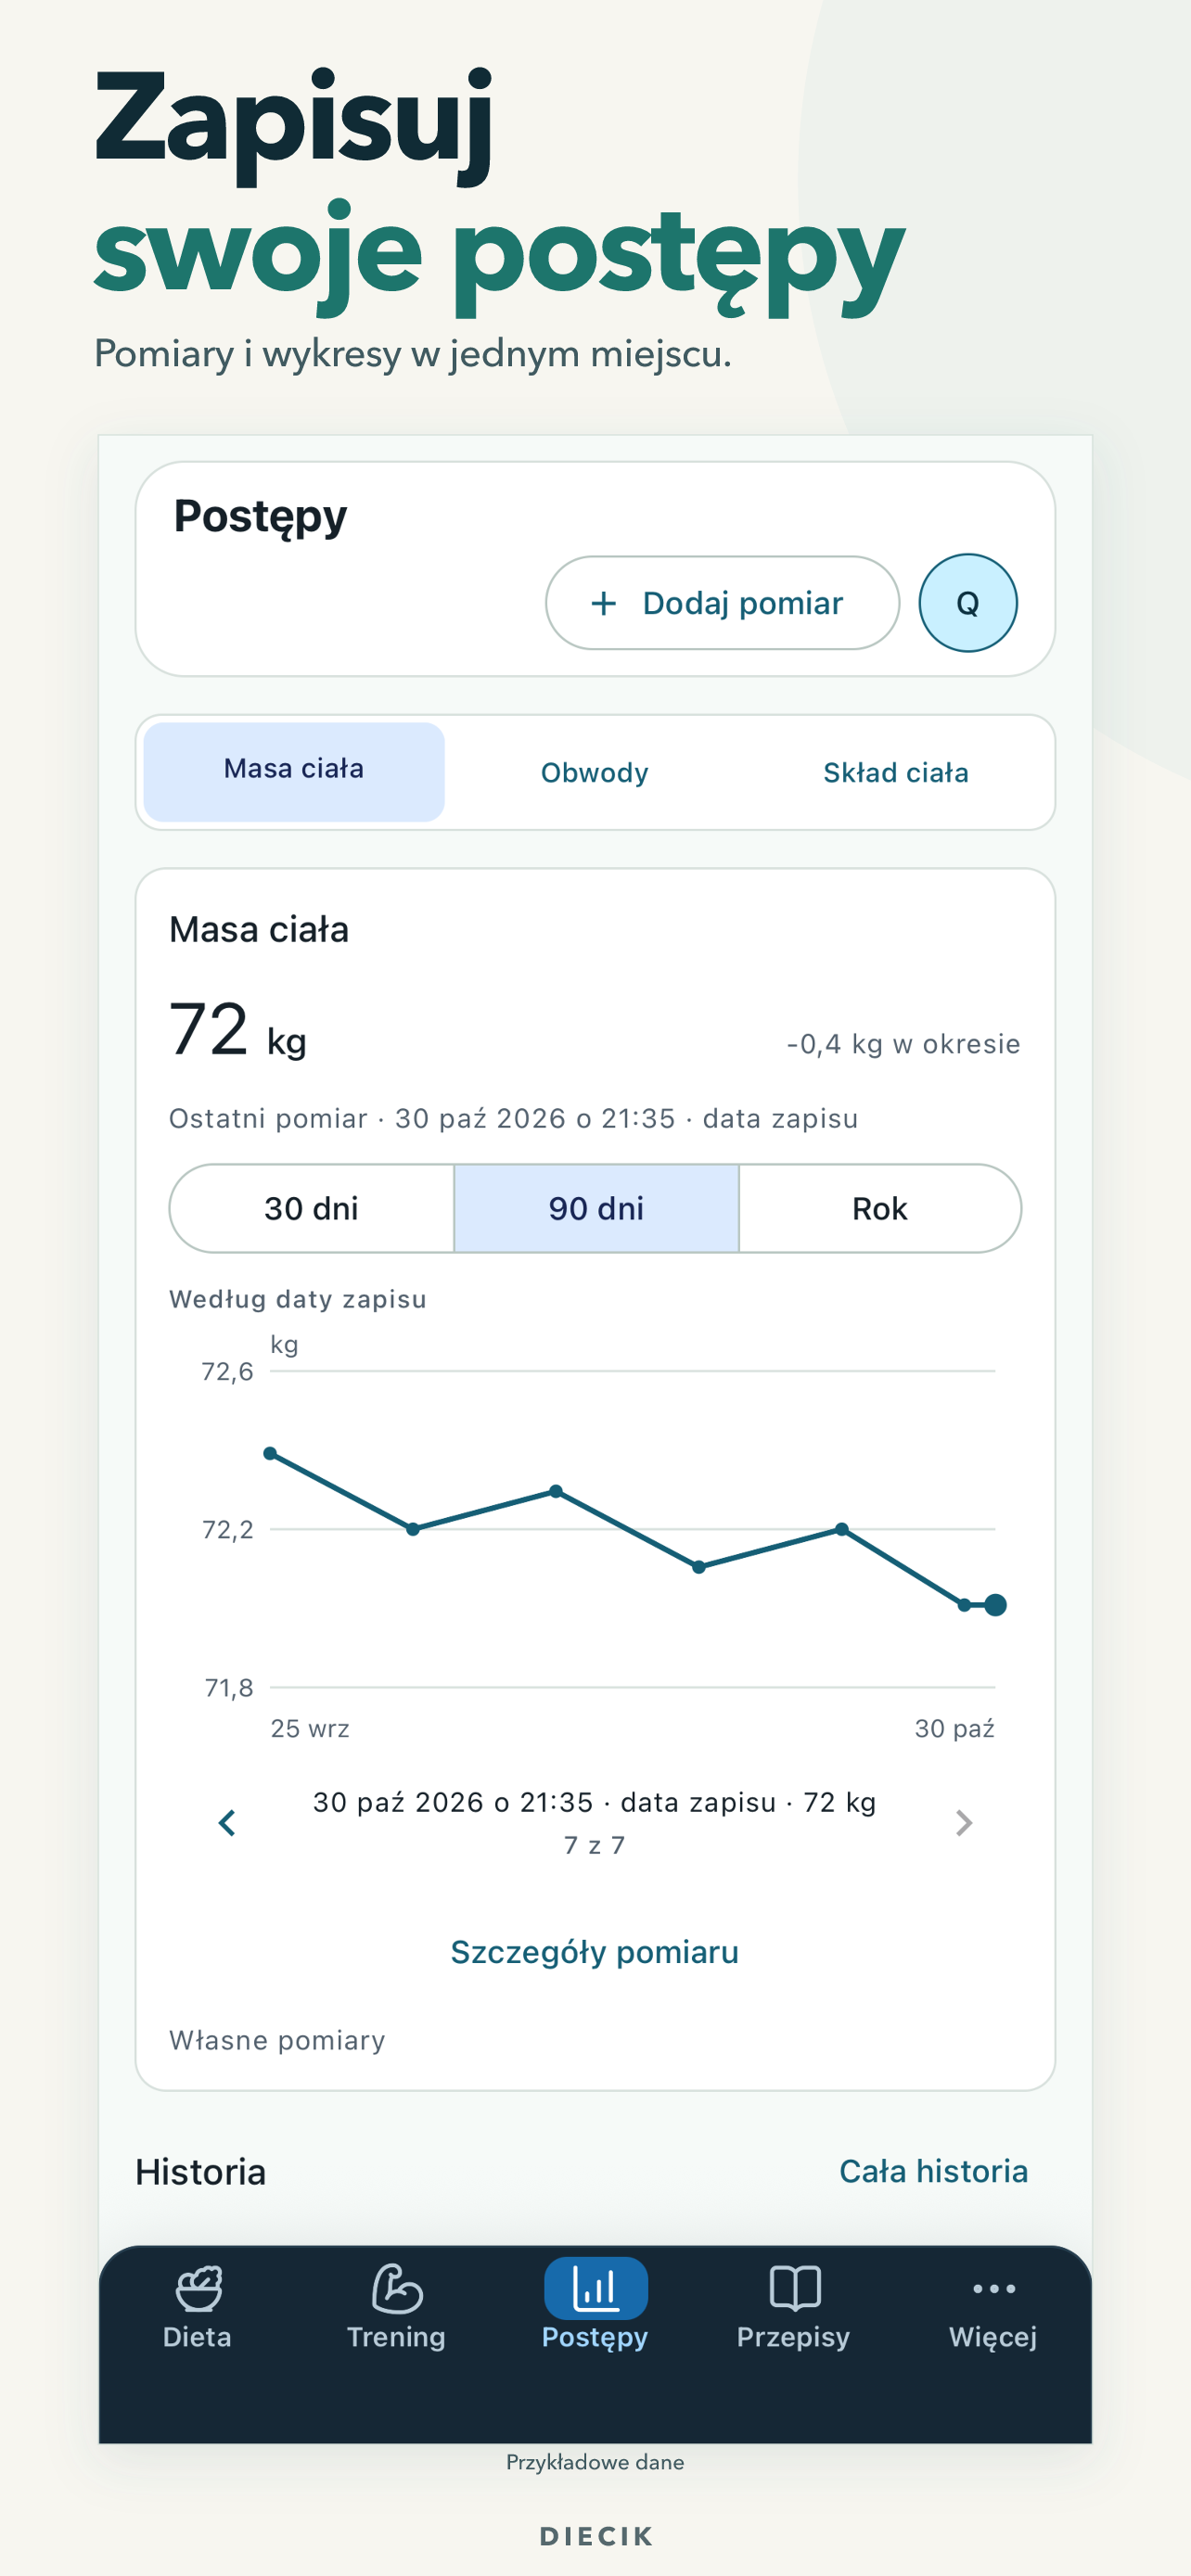 Zapisuj
swoje postępy
Pomiary i wykresy w jednym miejscu.
Postępy
+ Dodaj pomiar
Q
Masa ciała
Obwody
Skład ciała
Masa ciała
72 kg
-0,4 kg w okresie
Ostatni pomiar · 30 paź 2026 o 21:35 · data zapisu
30 dni
90 dni
Rok
Według daty zapisu
kg
72,6
72,2
71,8
25 wrz
30 paź
30 paź 2026 o 21:35 · data zapisu · 72 kg
7 z 7
Szczegóły pomiaru
Własne pomiary
Historia
Cała historia
Dieta
Trening
Postępy
Przepisy
Więcej
Przykładowe dane
DIECIK